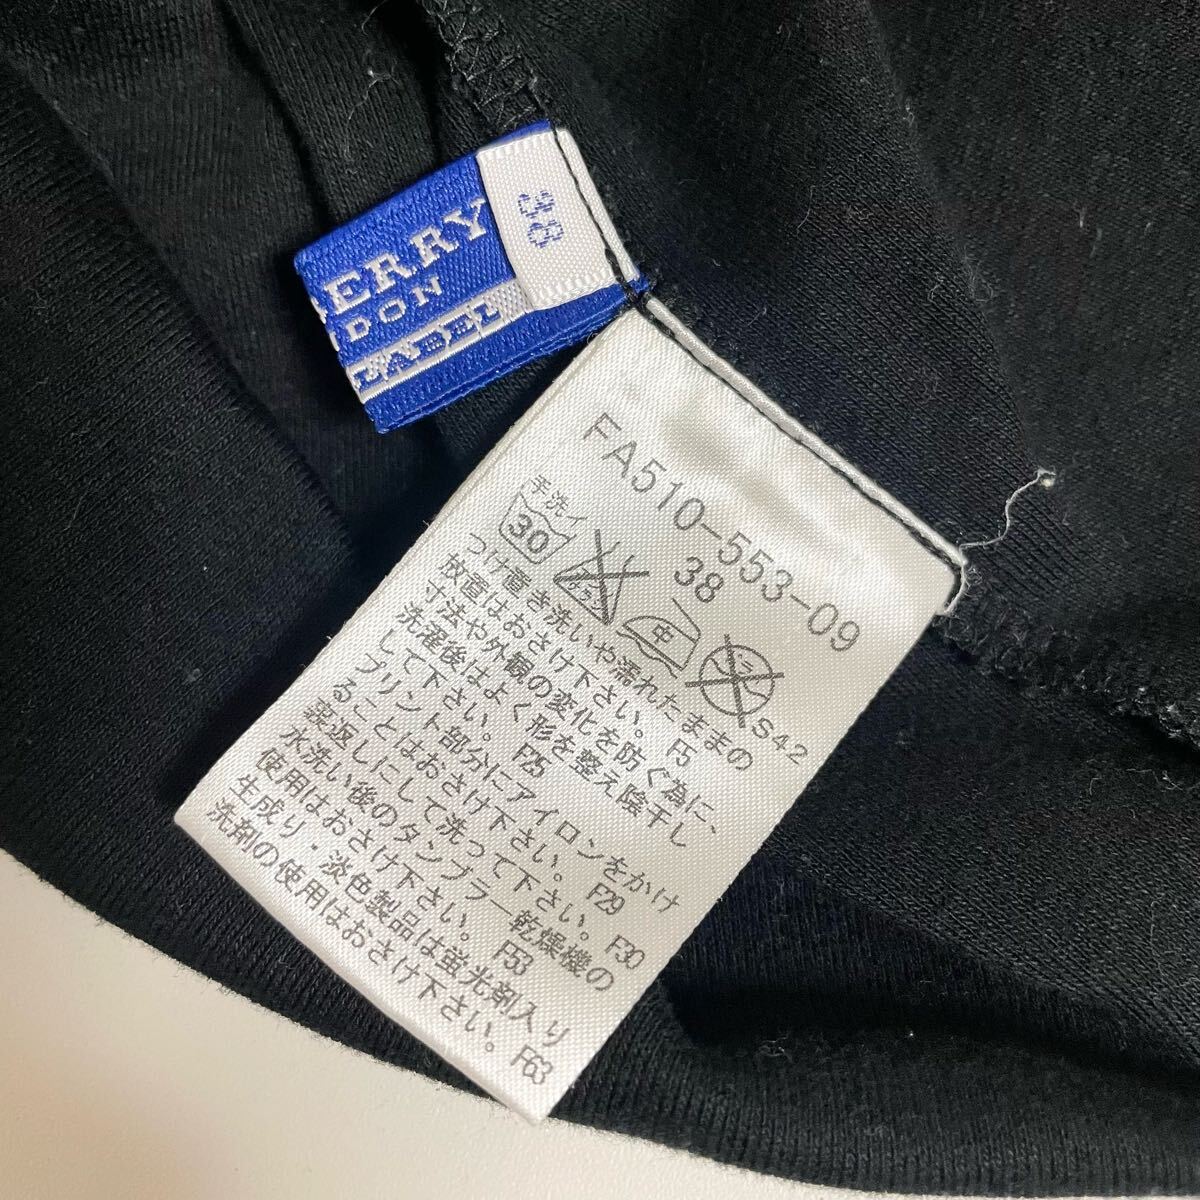 38
BERRY
DON
LABEL
FA510-553-09
38
手洗イ
30
中
ドライ
S42
つけ置き洗いや濡れたままの
放置はおさけ下さい。F5
寸法や外観の変化を防ぐ為に、
洗濯後はよく形を整え陰干し
して下さい。F25
プリント部分にアイロンをかけ
ることはおさけ下さい。F29
裏返しにして洗って下さい。F30
水洗い後のタンブラー乾燥機の
使用はおさけ下さい。F53
生成り・淡色製品は蛍光剤入り
洗剤の使用はおさけ下さい。F63